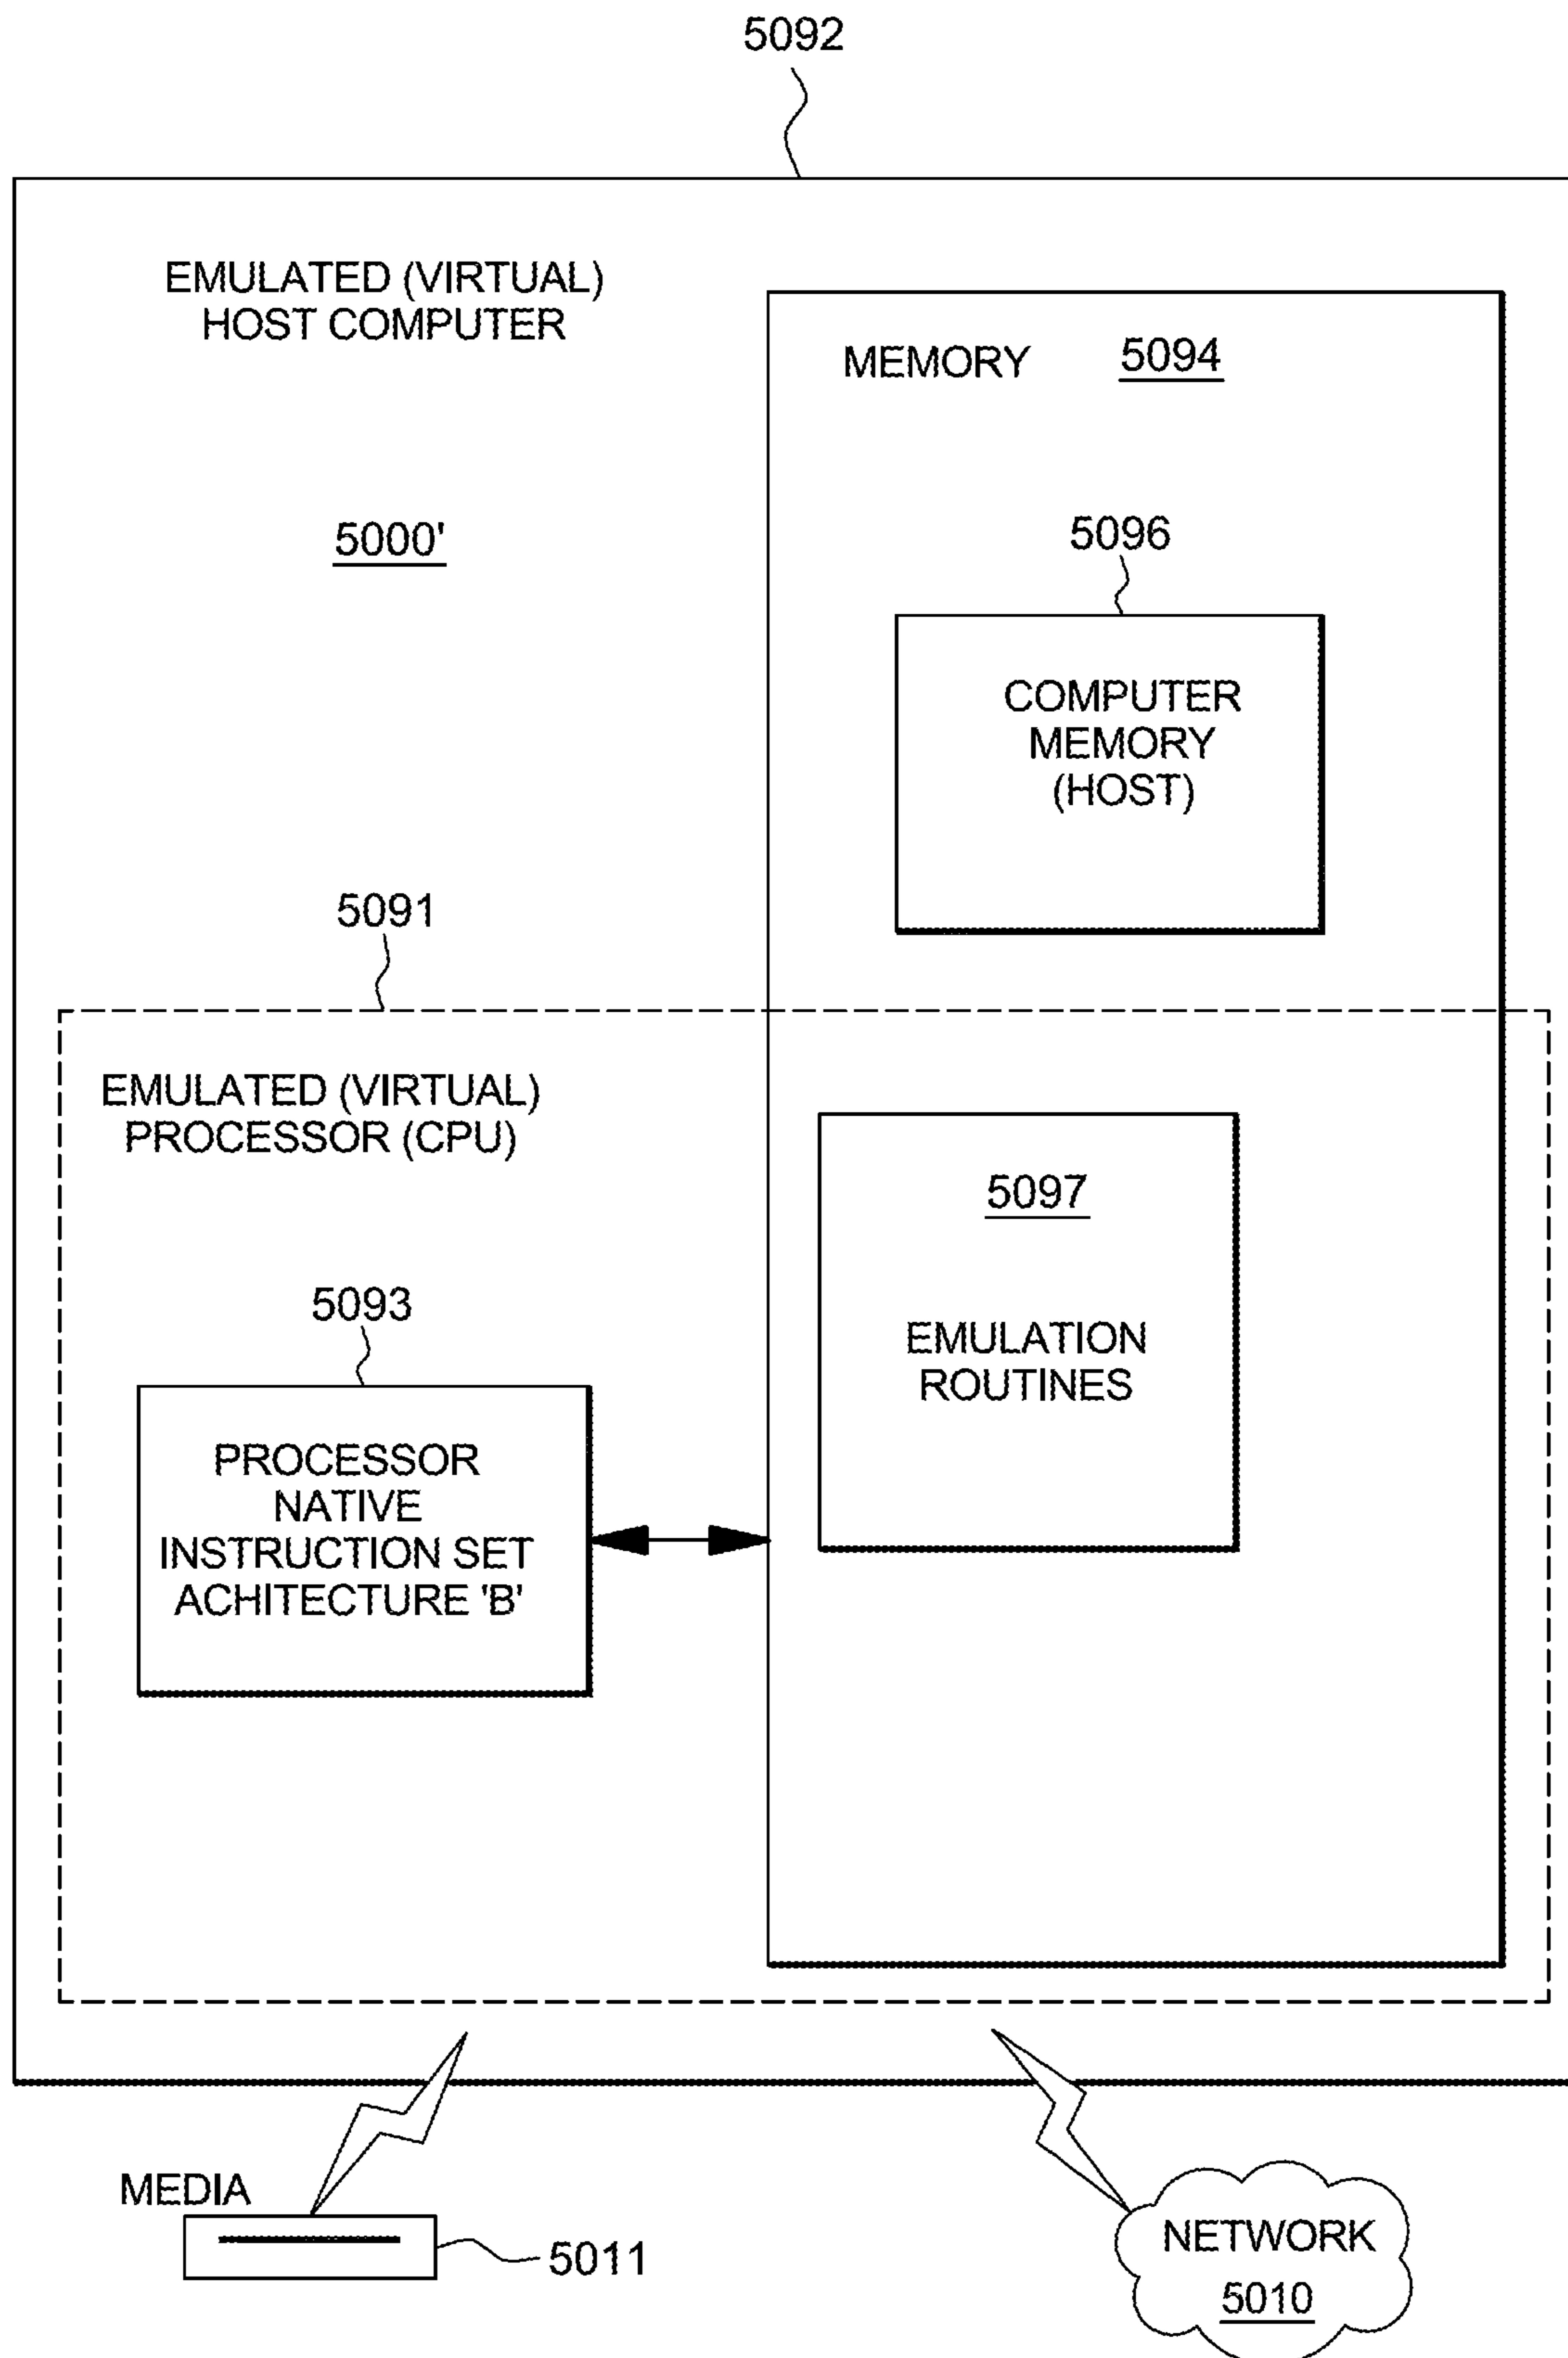 5092
EMULATED (VIRTUAL)
HOST COMPUTER
MEMORY 5094
5000'
5096
COMPUTER
MEMORY
(HOST)
5091
EMULATED (VIRTUAL)
PROCESSOR (CPU)
5097
EMULATION
ROUTINES
5093
PROCESSOR
NATIVE
INSTRUCTION SET
ACHITECTURE 'B'
MEDIA
5011
NETWORK
5010